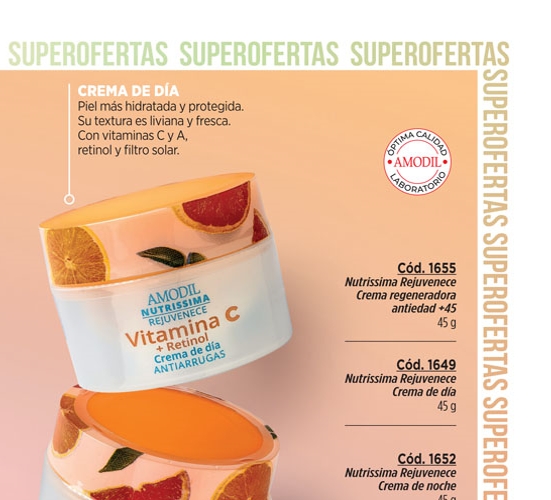 SUPEROFERTAS SUPEROFERTAS SUPEROFERTAS
SUPEROFERTAS SUPEROFERTAS SUPEROFE
CREMA DE DÍA
Piel más hidratada y protegida.
Su textura es liviana y fresca.
Con vitaminas C y A,
retinol y filtro solar.
ÓPTIMA CALIDAD
AMODIL
LABORATORIO
AMODIL
NUTRISSIMA
REJUVENECE
Vitamina C
+ Retinol
Crema de día
ANTIARRUGAS
Cód. 1655
Nutrissima Rejuvenece
Crema regeneradora
antiedad +45
45 g
Cód. 1649
Nutrissima Rejuvenece
Crema de día
45 g
Cód. 1652
Nutrissima Rejuvenece
Crema de noche
45 g